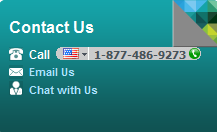 Contact Us
Call 1-877-486-9273
Email Us
Chat with Us